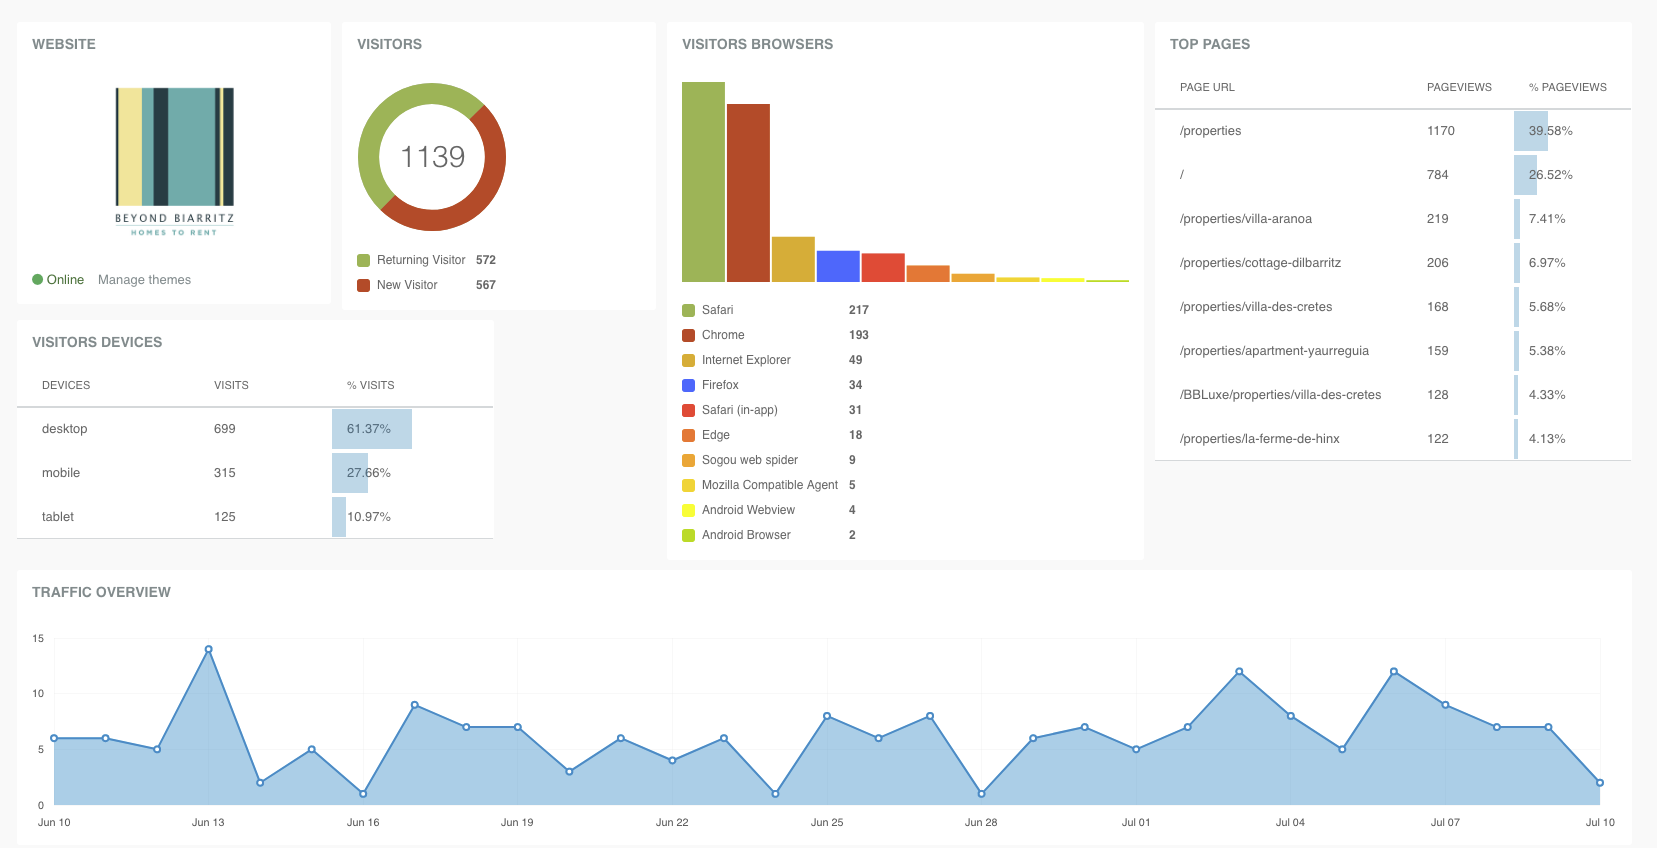 WEBSITE
BEYOND BIARRITZ
HOMES TO RENT
Online Manage themes
VISITORS
1139
Returning Visitor 572
New Visitor 567
VISITORS BROWSERS
Safari 217
Chrome 193
Internet Explorer 49
Firefox 34
Safari (in-app) 31
Edge 18
Sogou web spider 9
Mozilla Compatible Agent 5
Android Webview 4
Android Browser 2
TOP PAGES
PAGE URL PAGEVIEWS % PAGEVIEWS
/properties 1170 39.58%
/ 784 26.52%
/properties/villa-aranoa 219 7.41%
/properties/cottage-dilbarritz 206 6.97%
/properties/villa-des-cretes 168 5.68%
/properties/apartment-yaurreguia 159 5.38%
/BBLuxe/properties/villa-des-cretes 128 4.33%
/properties/la-ferme-de-hinx 122 4.13%
VISITORS DEVICES
DEVICES VISITS % VISITS
desktop 699 61.37%
mobile 315 27.66%
tablet 125 10.97%
TRAFFIC OVERVIEW
15
10
5
0
Jun 10 Jun 13 Jun 16 Jun 19 Jun 22 Jun 25 Jun 28 Jul 01 Jul 04 Jul 07 Jul 10